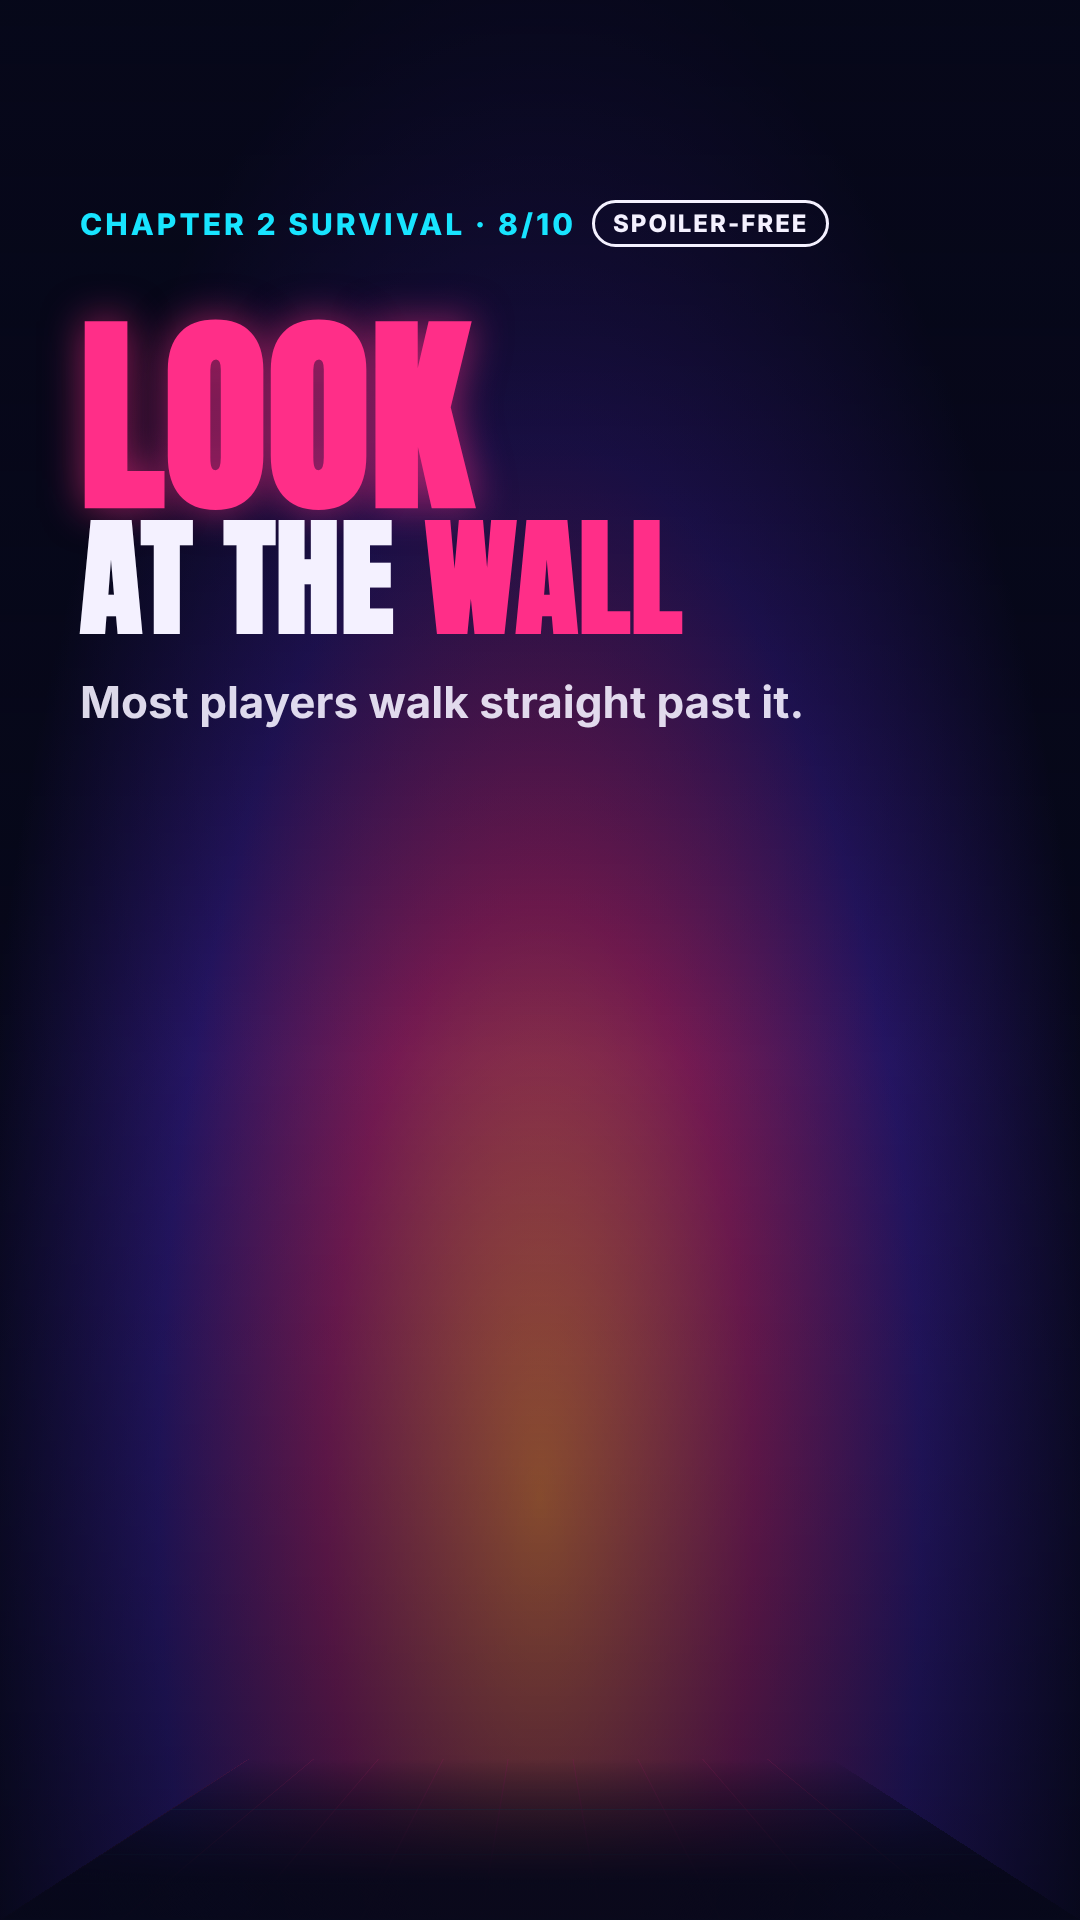 CHAPTER 2 SURVIVAL · 8/10 SPOILER-FREE
LOOK
AT THE WALL
Most players walk straight past it.